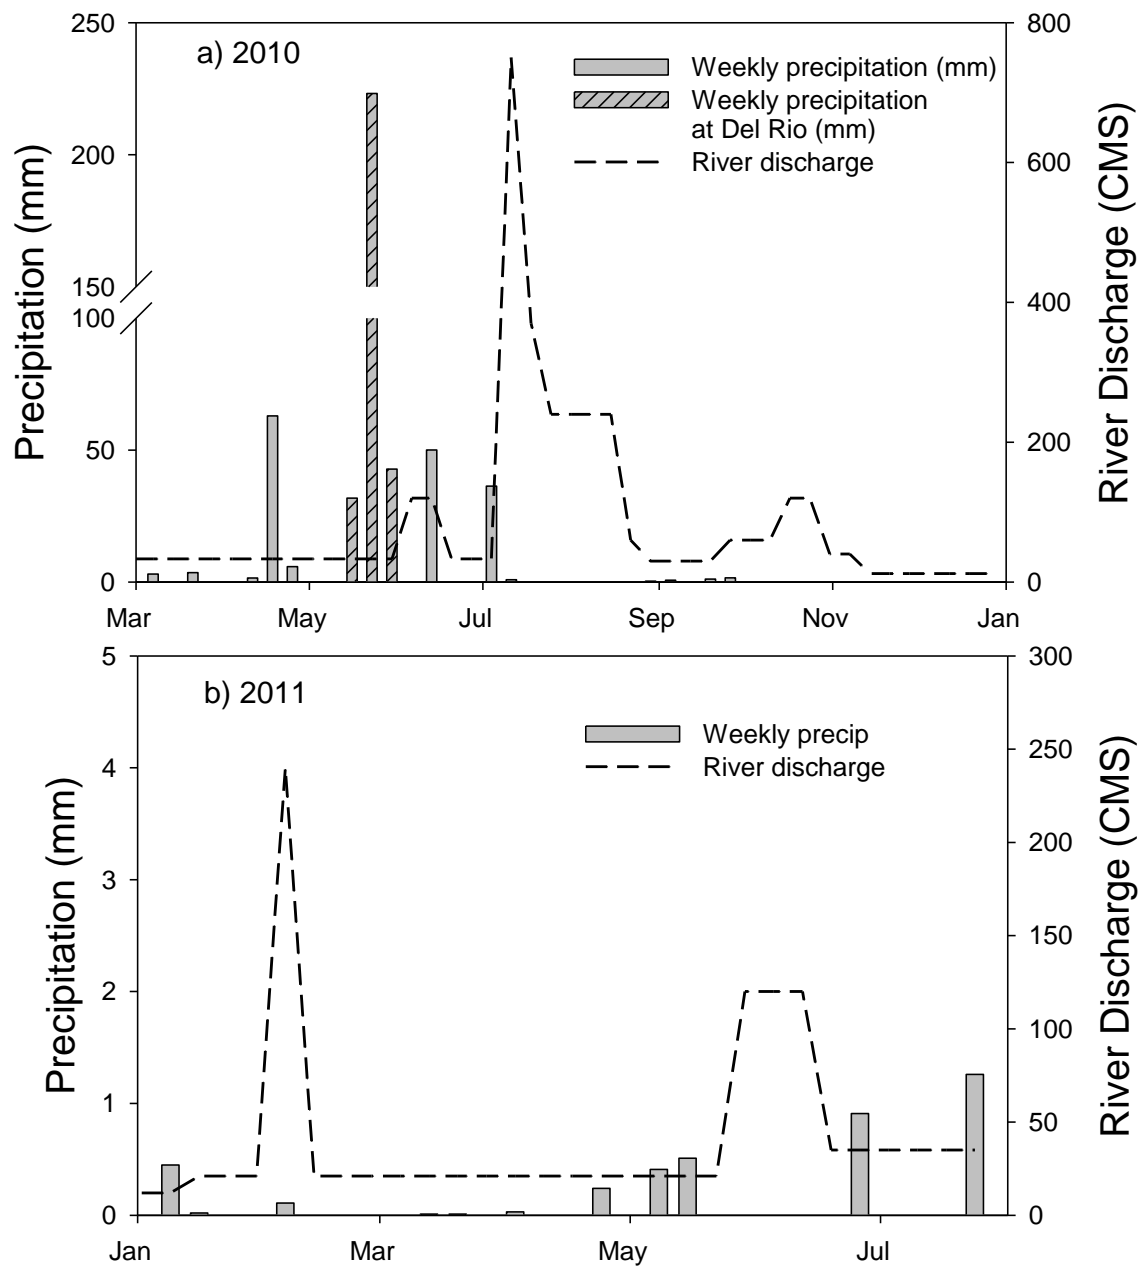 a) 2010
Weekly precipitation (mm)
Weekly precipitation
at Del Rio (mm)
River discharge
Precipitation (mm)
250
200
150
100
50
0
River Discharge (CMS)
800
600
400
200
0
Mar May Jul Sep Nov Jan
b) 2011
Weekly precip
River discharge
Precipitation (mm)
5
4
3
2
1
0
River Discharge (CMS)
300
250
200
150
100
50
0
Jan Mar May Jul